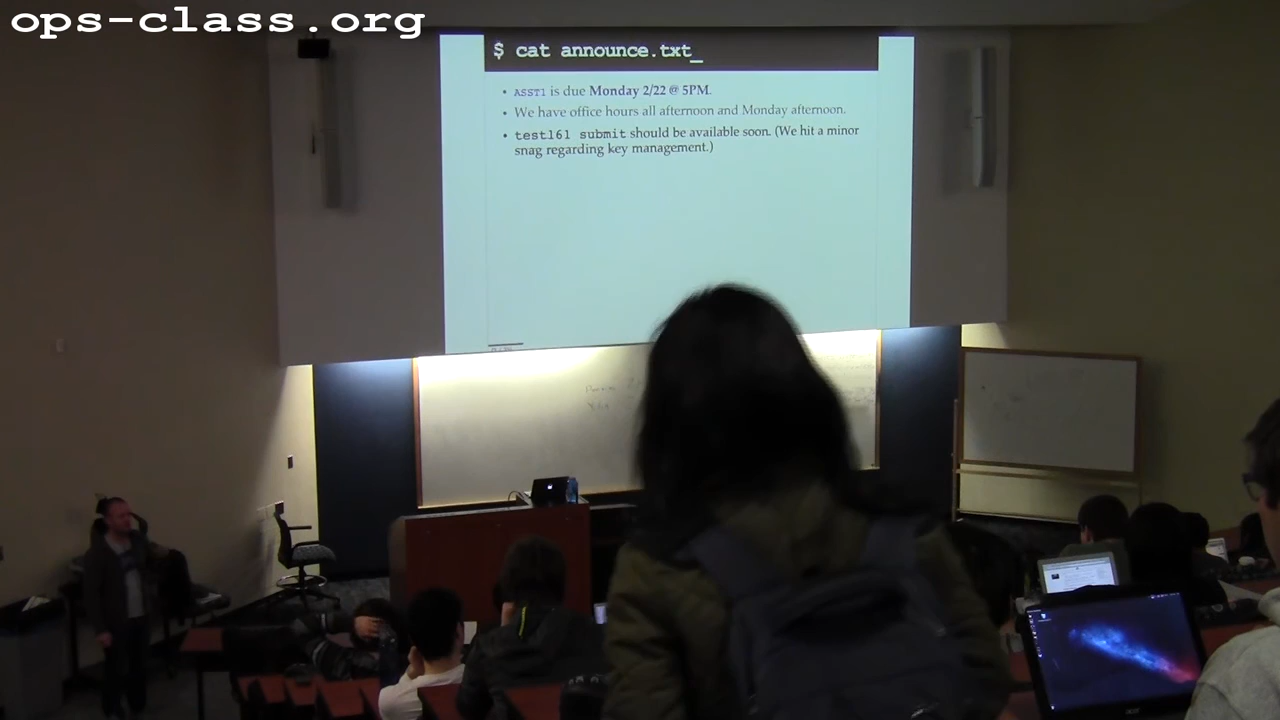 ops-class.org
$ cat announce.txt_
• ASST1 is due Monday 2/22 @ 5PM.
• We have office hours all afternoon and Monday afternoon.
• test161 submit should be available soon. (We hit a minor
snag regarding key management.)
acer